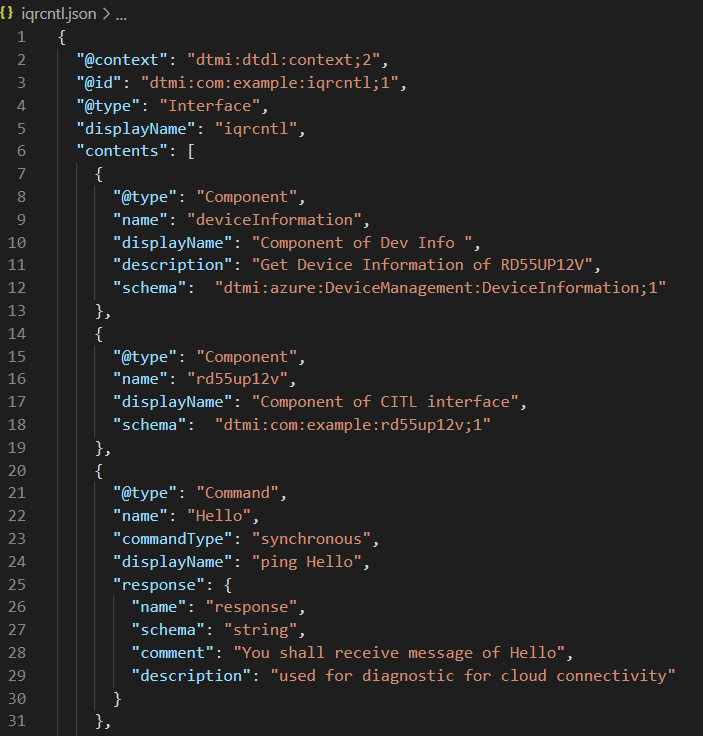 {} iqrcntl.json > ...
1 {
2 "@context": "dtmi:dtdl:context;2",
3 "@id": "dtmi:com:example:iqrcntl;1",
4 "@type": "Interface",
5 "displayName": "iqrcntl",
6 "contents": [
7 {
8 "@type": "Component",
9 "name": "deviceInformation",
10 "displayName": "Component of Dev Info ",
11 "description": "Get Device Information of RD55UP12V",
12 "schema":  "dtmi:azure:DeviceManagement:DeviceInformation;1"
13 },
14 {
15 "@type": "Component",
16 "name": "rd55up12v",
17 "displayName": "Component of CITL interface",
18 "schema":  "dtmi:com:example:rd55up12v;1"
19 },
20 {
21 "@type": "Command",
22 "name": "Hello",
23 "commandType": "synchronous",
24 "displayName": "ping Hello",
25 "response": {
26 "name": "response",
27 "schema": "string",
28 "comment": "You shall receive message of Hello",
29 "description": "used for diagnostic for cloud connectivity"
30 }
31 },